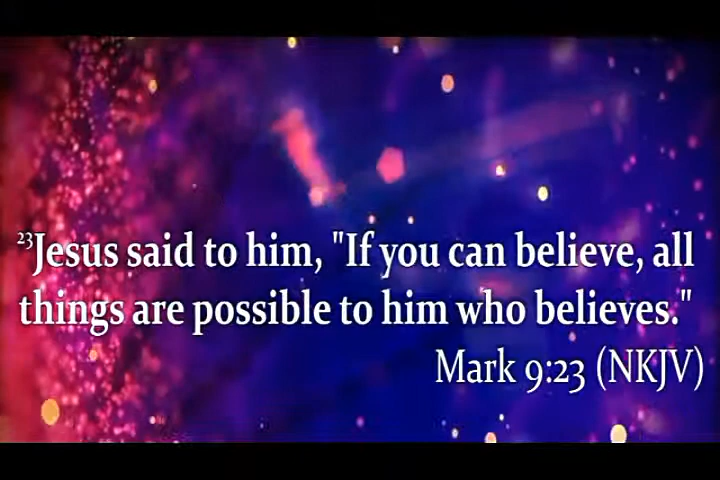 23Jesus said to him, "If you can believe, all
things are possible to him who believes."
Mark 9:23 (NKJV)